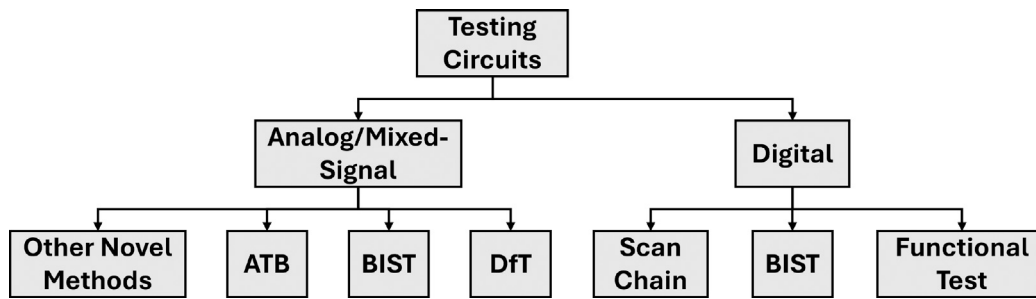 Testing
Circuits
Analog/Mixed-
Signal
Digital
Other Novel
Methods
ATB
BIST
DfT
Scan
Chain
BIST
Functional
Test